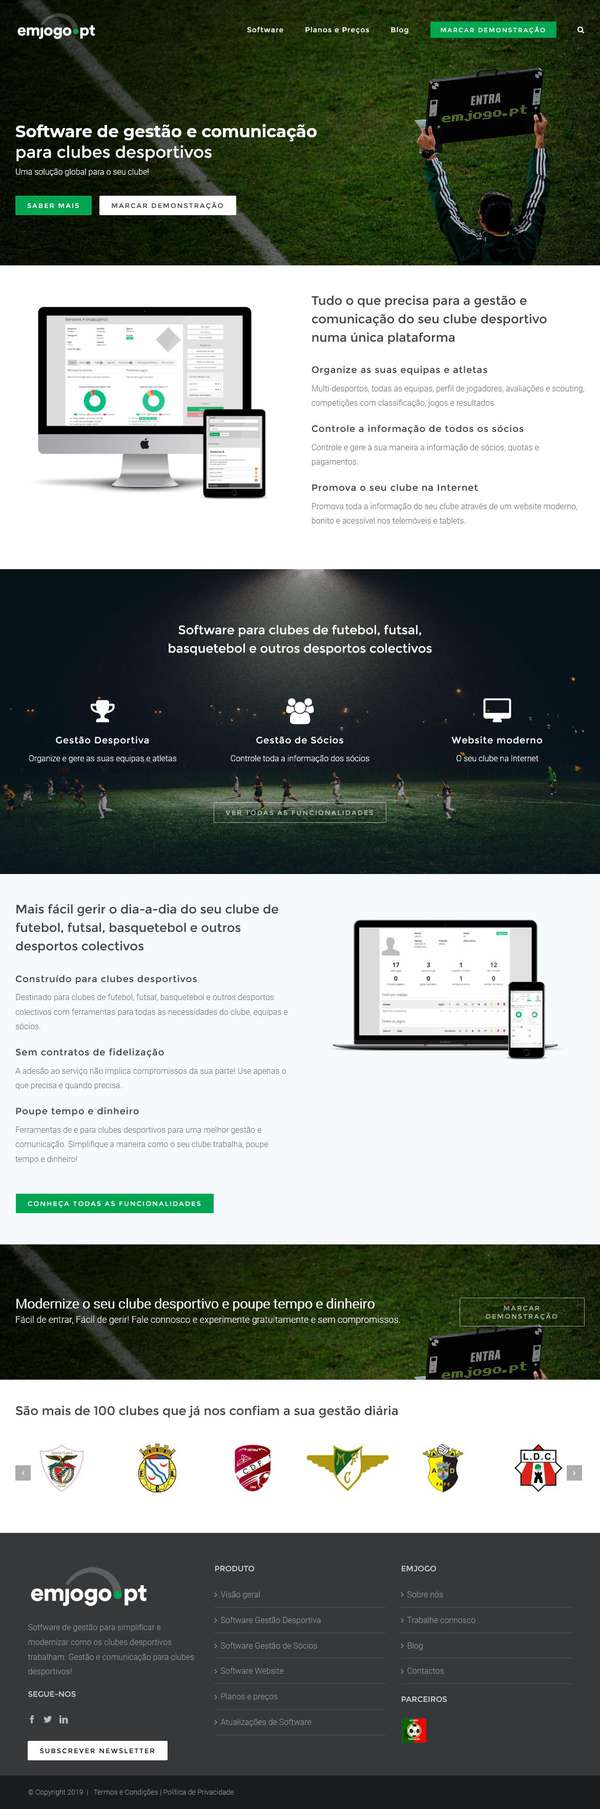 emjogo.pt
Software
Planos e Preços
Blog
MARCAR DEMONSTRAÇÃO
ENTRA
emjogo.pt
Software de gestão e comunicação
para clubes desportivos
Uma solução global para o seu clube!
SABER MAIS
MARCAR DEMONSTRAÇÃO
Tudo o que precisa para a gestão e
comunicação do seu clube desportivo
numa única plataforma
Organize as suas equipas e atletas
Multi-desportos, todas as equipas, perfil de jogadores, avaliações e scouting,
competições com classificação, jogos e resultados.
Controle a informação de todos os sócios
Controle e gere à sua maneira a informação de sócios, quotas e
pagamentos.
Promova o seu clube na Internet
Promova toda a informação do seu clube através de um website moderno,
bonito e acessível nos telemóveis e tablets.
Software para clubes de futebol, futsal,
basquetebol e outros desportos colectivos
Gestão Desportiva
Organize e gere as suas equipas e atletas
Gestão de Sócios
Controle toda a informação dos sócios
Website moderno
O seu clube na Internet
VER TODAS AS FUNCIONALIDADES
Mais fácil gerir o dia-a-dia do seu clube de
futebol, futsal, basquetebol e outros
desportos colectivos
Construído para clubes desportivos
Destinado para clubes de futebol, futsal, basquetebol e outros desportos
colectivos com ferramentas para todas as necesidades do clube, equipas e
sócios.
Sem contratos de fidelização
A adesão ao serviço não implica compromissos da sua parte! Use apenas o
que precisa e quando precisa.
Poupe tempo e dinheiro
Ferramentas de e para clubes desportivos para uma melhor gestão e
comunicação. Simplifique a maneira como o seu clube trabalha, poupe
tempo e dinheiro!
CONHEÇA TODAS AS FUNCIONALIDADES
17 3 1 12
0 0 0 0
Modernize o seu clube desportivo e poupe tempo e dinheiro
Fácil de entrar, Fácil de gerir! Fale connosco e experimente gratuitamente e sem compromissos.
MARCAR
DEMONSTRAÇÃO
ENTRA
emjogo.pt
São mais de 100 clubes que já nos confiam a sua gestão diária
CDF
MFC
L.D.C.
emjogo.pt
Sotftware de gestão para simplificar e
modernizar como os clubes desportivos
trabalham. Gestão e comunicação para clubes
desportivos!
SEGUE-NOS
SUBSCREVER NEWSLETTER
PRODUTO
Visão geral
Software Gestão Desportiva
Software Gestão de Sócios
Software Website
Planos e preços
Atualizações de Software
EMJOGO
Sobre nós
Trabalhe connosco
Blog
Contactos
PARCEIROS
© Copyright 2019 | Termos e Condições | Política de Privacidade